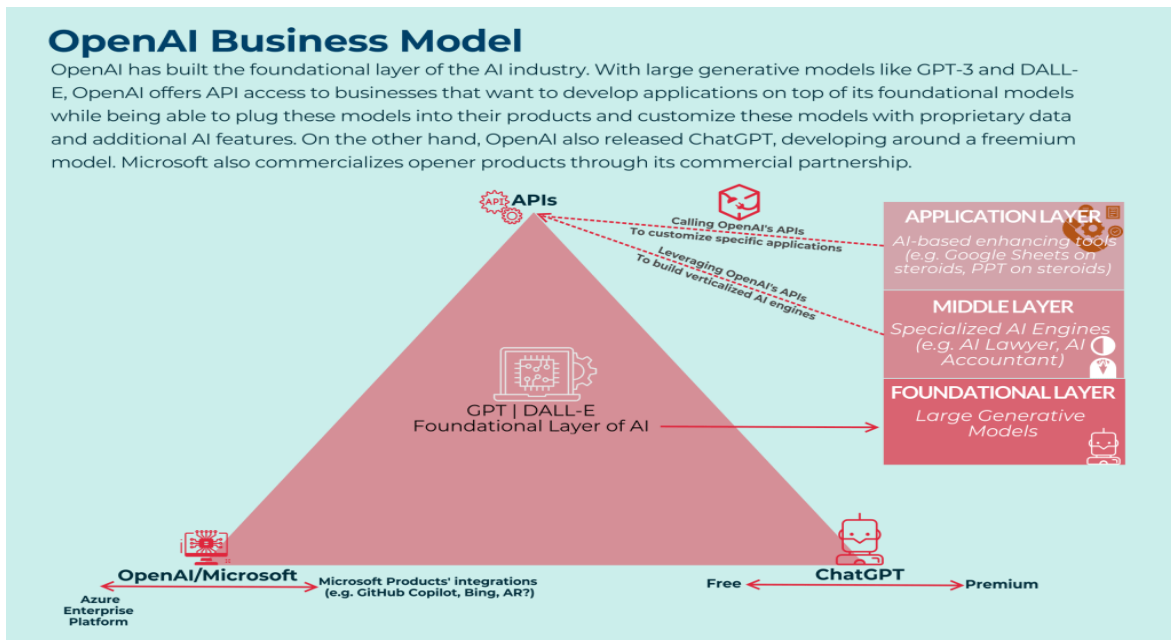 OpenAI Business Model
OpenAI has built the foundational layer of the AI industry. With large generative models like GPT-3 and DALL-
E, OpenAI offers API access to businesses that want to develop applications on top of its foundational models
while being able to plug these models into their products and customize these models with proprietary data
and additional AI features. On the other hand, OpenAI also released ChatGPT, developing around a freemium
model. Microsoft also commercializes opener products through its commercial partnership.
API
APIs
Calling OpenAI's APIs
To customize specific applications
Leveraging OpenAI's APIs
To build verticalized AI engines
APPLICATION LAYER
AI-based enhancing tools
(e.g. Google Sheets on
steroids, PPT on steroids)
MIDDLE LAYER
Specialized AI Engines
(e.g. AI Lawyer, AI
Accountant)
FOUNDATIONAL LAYER
Large Generative
Models
GPT | DALL-E
Foundational Layer of AI
OpenAI/Microsoft
Azure
Enterprise
Platform
Microsoft Products' integrations
(e.g. GitHub Copilot, Bing, AR?)
ChatGPT
Free
Premium